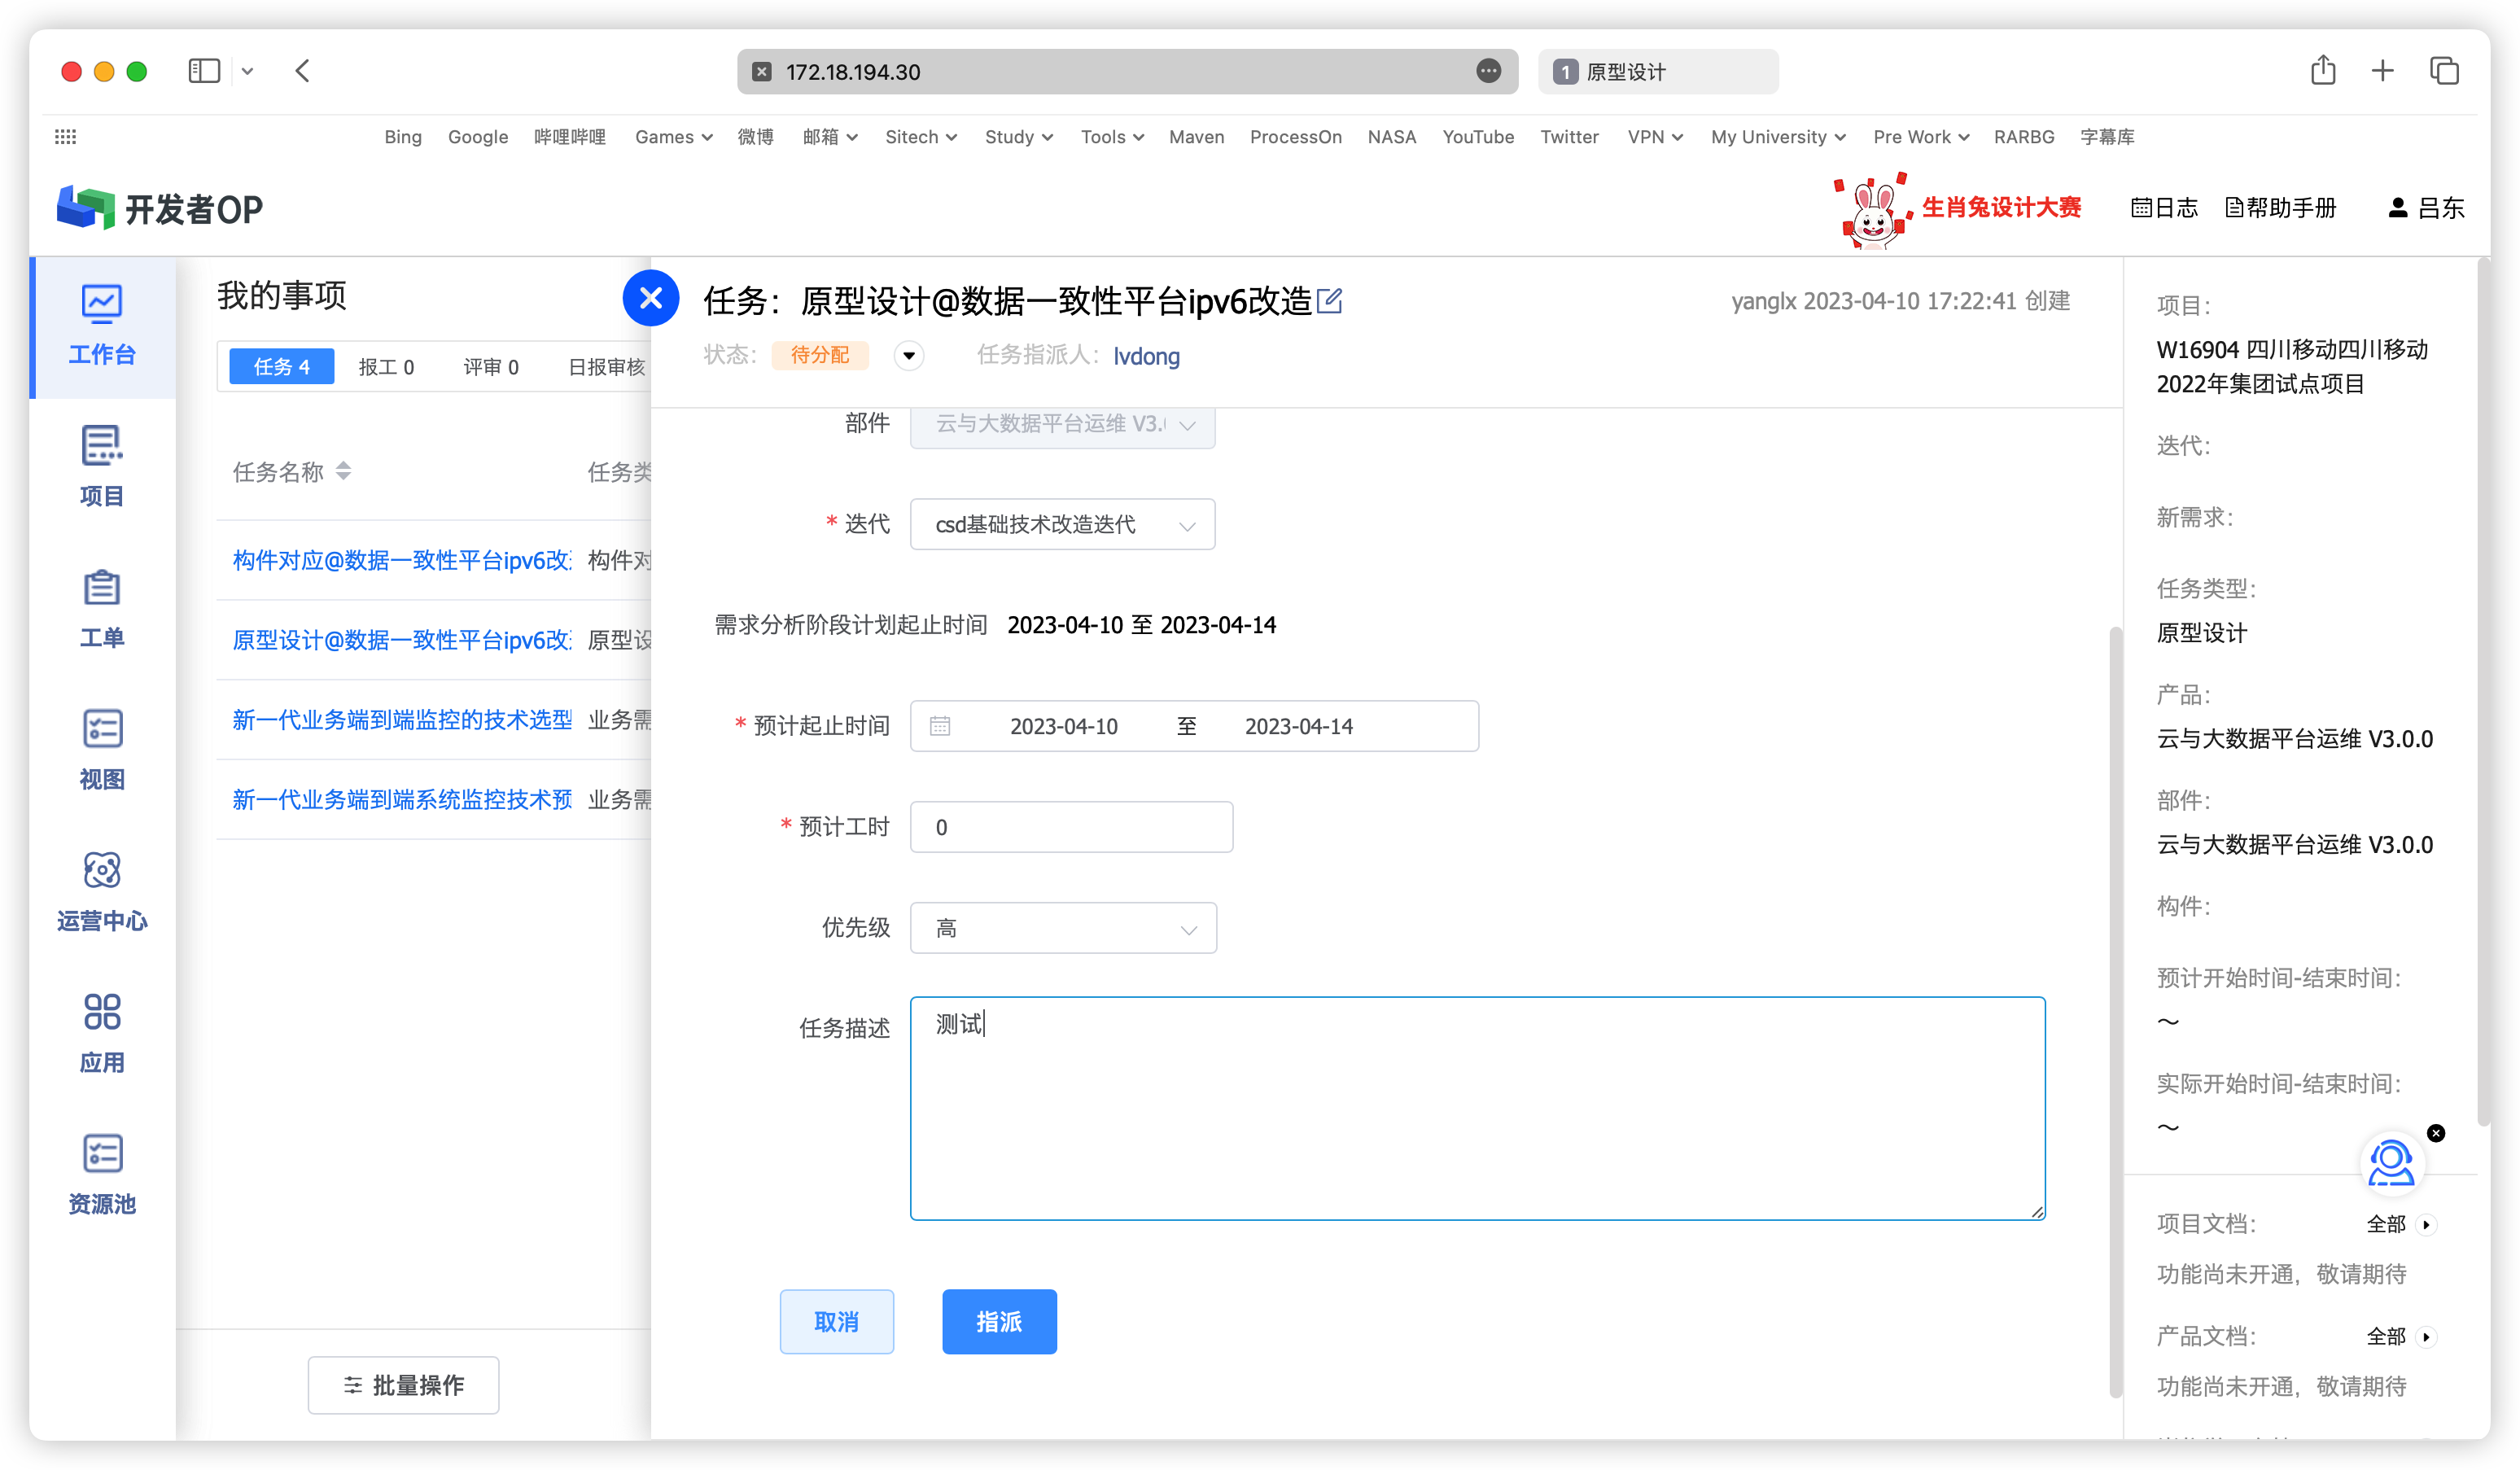 172.18.194.30
1 原型设计
Bing Google 哔哩哔哩 Games 微博 邮箱 Sitech Study Tools Maven ProcessOn NASA YouTube Twitter VPN My University Pre Work RARBG 字幕库
开发者OP
生肖兔设计大赛 日志 帮助手册 吕东
工作台
项目
工单
视图
运营中心
应用
资源池
我的事项
任务 4 报工 0 评审 0 日报审核
任务名称 任务类
构件对应@数据一致性平台ipv6改 构件对
原型设计@数据一致性平台ipv6改 原型设
新一代业务端到端监控的技术选型 业务需
新一代业务端到端系统监控技术预 业务需
批量操作
任务：原型设计@数据一致性平台ipv6改造
yanglx 2023-04-10 17:22:41 创建
状态： 待分配 任务指派人： lvdong
部件 云与大数据平台运维 V3.
* 迭代 csd基础技术改造迭代
需求分析阶段计划起止时间 2023-04-10 至 2023-04-14
* 预计起止时间 2023-04-10 至 2023-04-14
* 预计工时 0
优先级 高
任务描述 测试
取消 指派
项目：
W16904 四川移动四川移动
2022年集团试点项目
迭代：
新需求：
任务类型：
原型设计
产品：
云与大数据平台运维 V3.0.0
部件：
云与大数据平台运维 V3.0.0
构件：
预计开始时间-结束时间：
～
实际开始时间-结束时间：
～
项目文档： 全部
功能尚未开通，敬请期待
产品文档： 全部
功能尚未开通，敬请期待